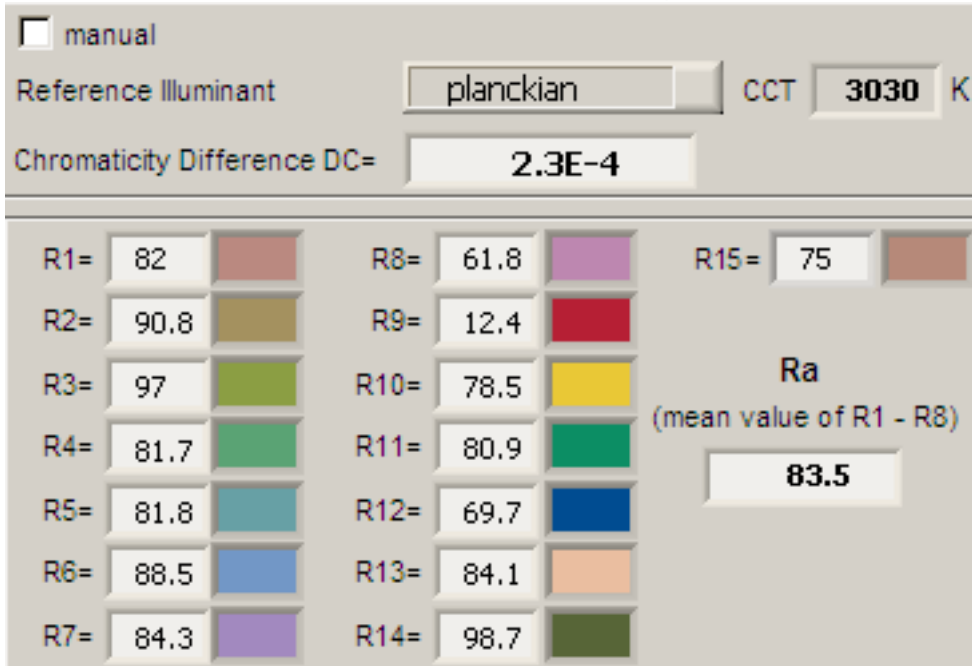 manual
Reference Illuminant planckian CCT 3030 K
Chromaticity Difference DC= 2.3E-4
R1= 82 R8= 61.8 R15= 75
R2= 90.8 R9= 12.4
R3= 97 R10= 78.5 Ra
(mean value of R1 - R8)
R4= 81.7 R11= 80.9
83.5
R5= 81.8 R12= 69.7
R6= 88.5 R13= 84.1
R7= 84.3 R14= 98.7